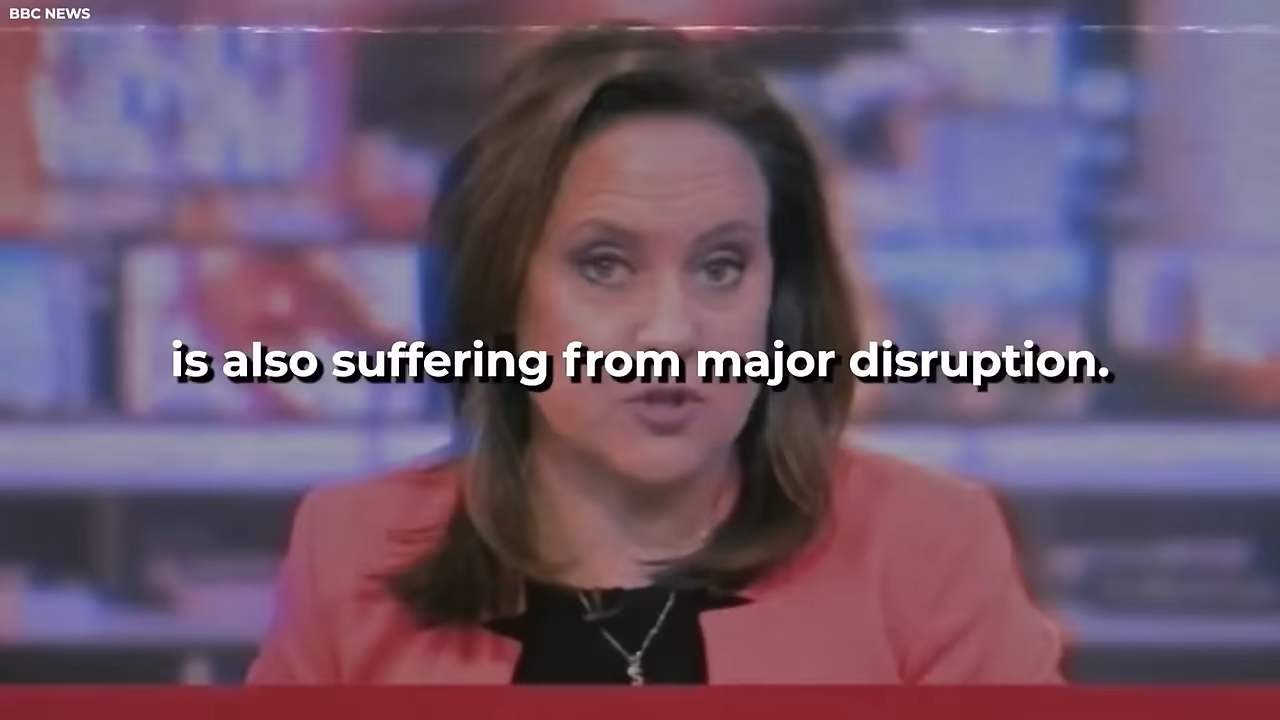 BBC NEWS
is also suffering from major disruption.